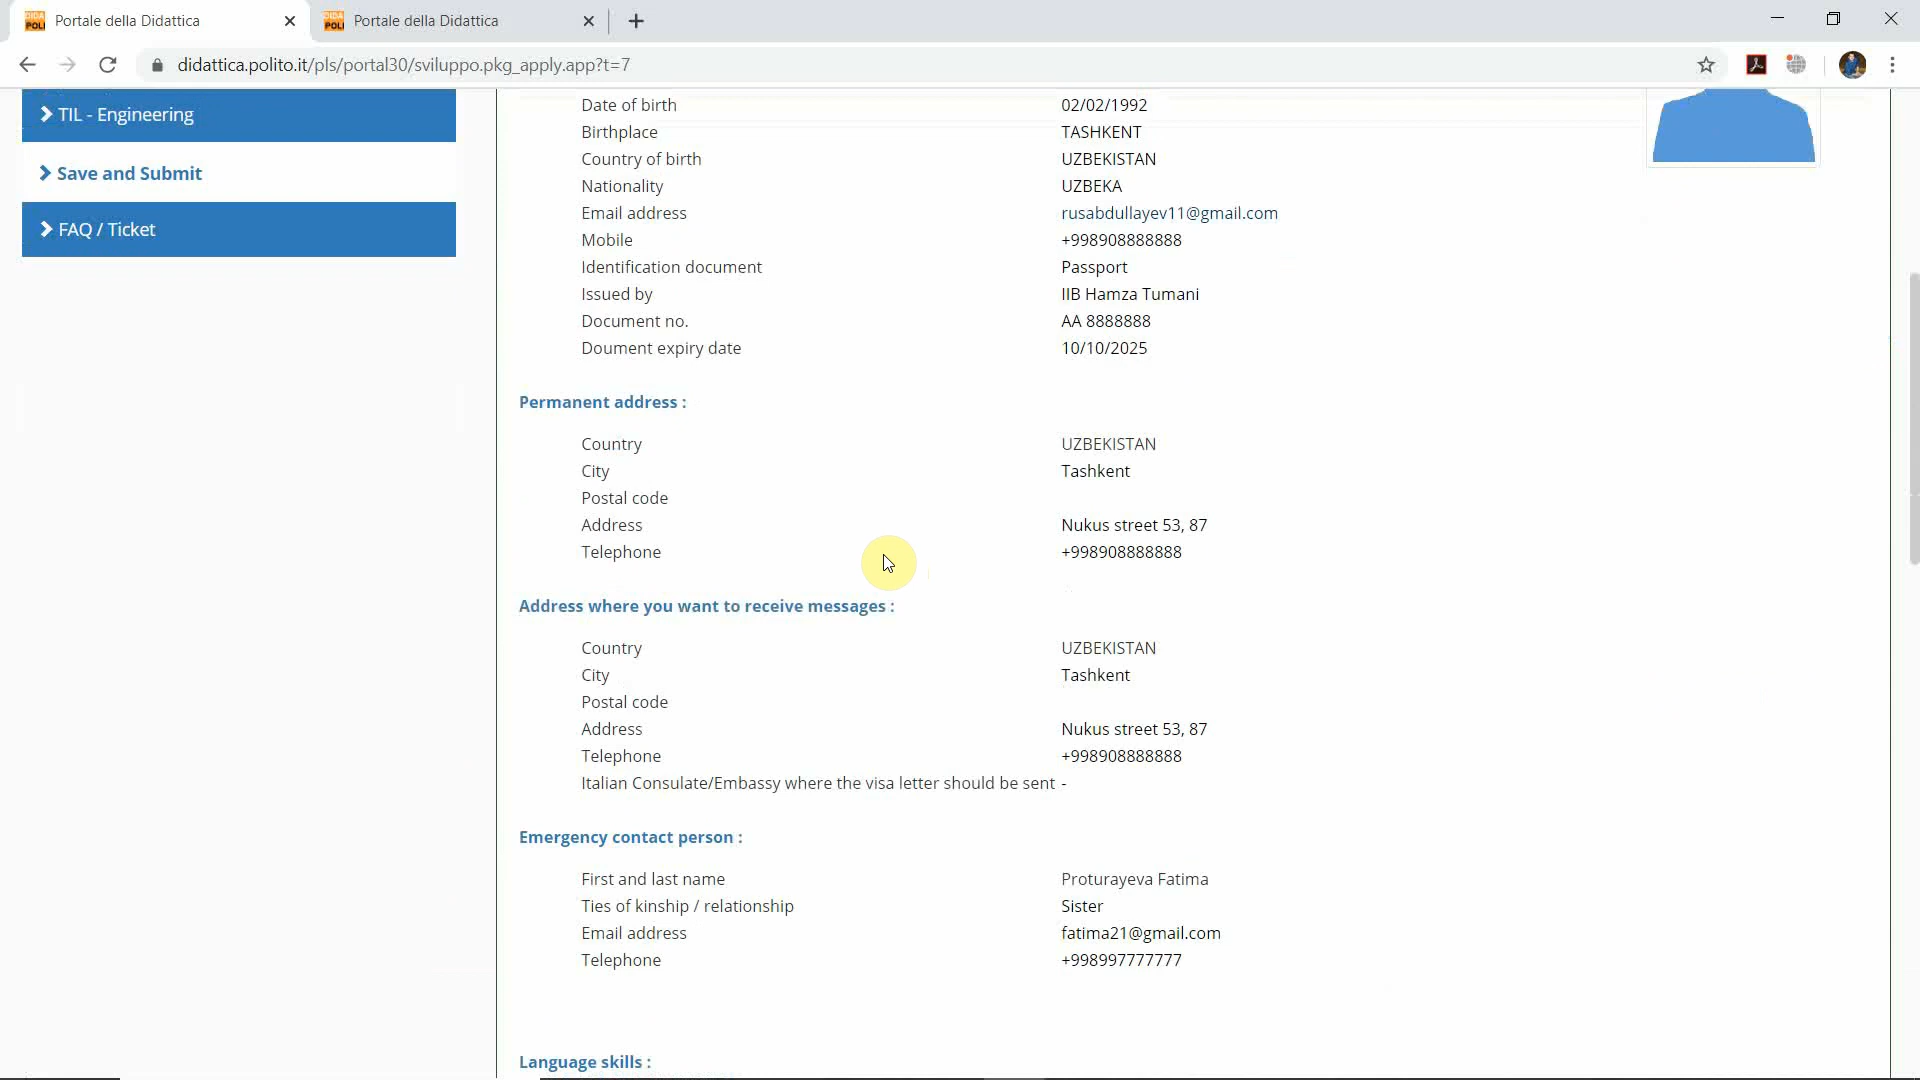 Portale della Didattica
Portale della Didattica
didattica.polito.it/pls/portal30/sviluppo.pkg_apply.app?t=7
TIL - Engineering
Save and Submit
FAQ / Ticket
Date of birth 02/02/1992
Birthplace TASHKENT
Country of birth UZBEKISTAN
Nationality UZBEKA
Email address rusabdullayev11@gmail.com
Mobile +998908888888
Identification document Passport
Issued by IIB Hamza Tumani
Document no. AA 8888888
Doument expiry date 10/10/2025
Permanent address :
Country UZBEKISTAN
City Tashkent
Postal code
Address Nukus street 53, 87
Telephone +998908888888
Address where you want to receive messages :
Country UZBEKISTAN
City Tashkent
Postal code
Address Nukus street 53, 87
Telephone +998908888888
Italian Consulate/Embassy where the visa letter should be sent -
Emergency contact person :
First and last name Proturayeva Fatima
Ties of kinship / relationship Sister
Email address fatima21@gmail.com
Telephone +998997777777
Language skills :